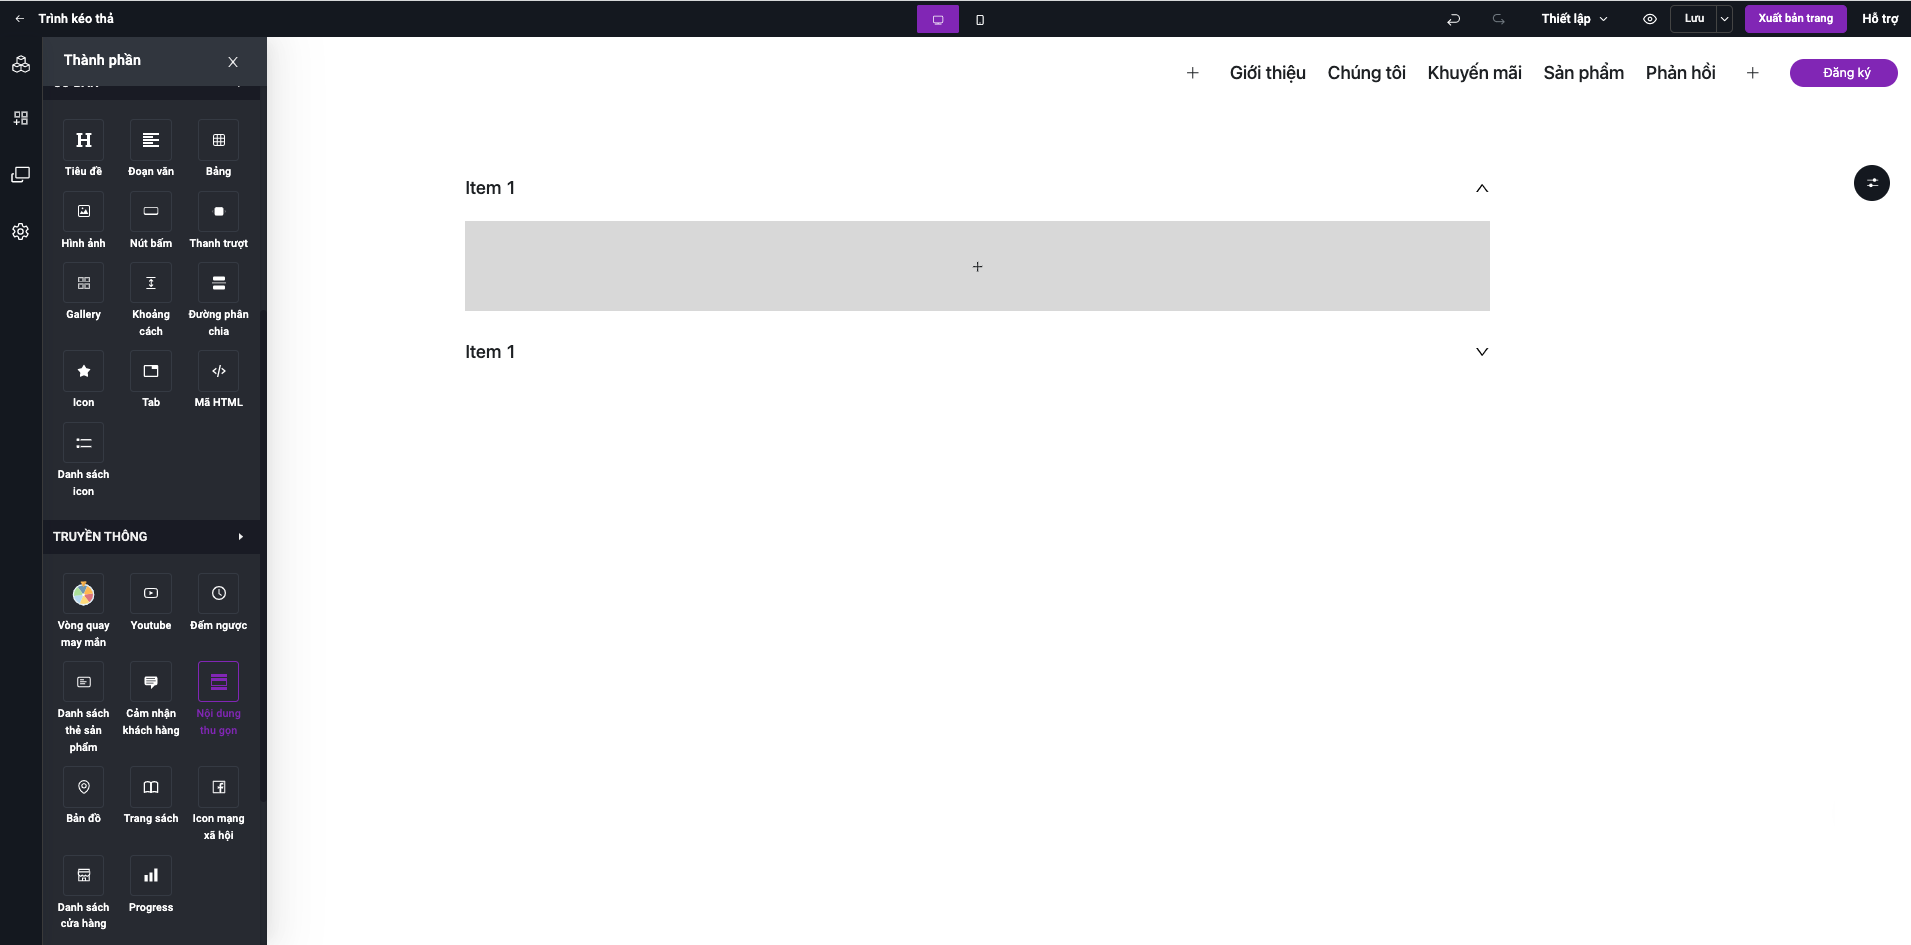 Trình kéo thả
Thiết lập
Lưu
Xuất bản trang
Hỗ trợ
Thành phần
Tiêu đề
Đoạn văn
Bảng
Hình ảnh
Nút bấm
Thanh trượt
Gallery
Khoảng
cách
Đường phân
chia
Icon
Tab
Mã HTML
Danh sách
icon
TRUYỀN THÔNG
Vòng quay
may mắn
Youtube
Đếm ngược
Danh sách
thẻ sản
phẩm
Cảm nhận
khách hàng
Nội dung
thu gọn
Bản đồ
Trang sách
Icon mạng
xã hội
Danh sách
cửa hàng
Progress
Giới thiệu
Chúng tôi
Khuyến mãi
Sản phẩm
Phản hồi
Đăng ký
Item 1
Item 1